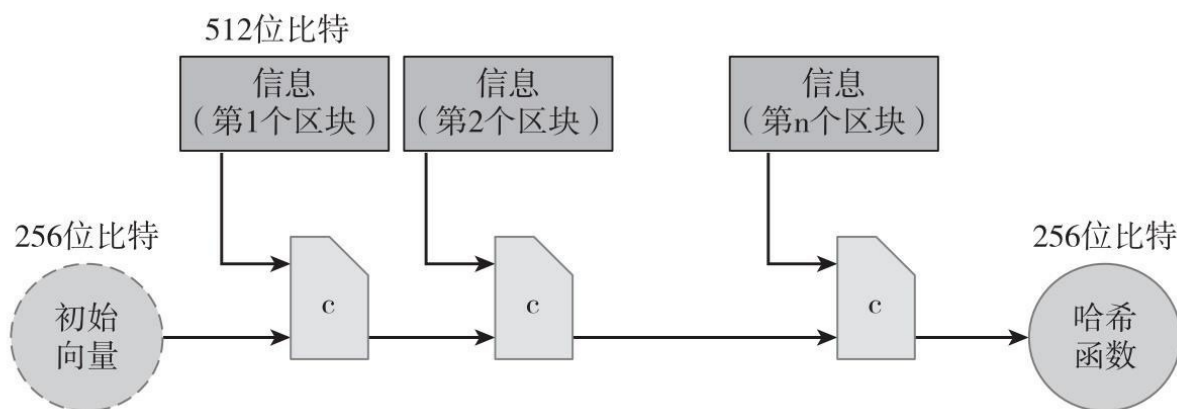 512位比特
信息
（第1个区块）
信息
（第2个区块）
信息
（第n个区块）
256位比特
初始
向量
c
c
c
256位比特
哈希
函数